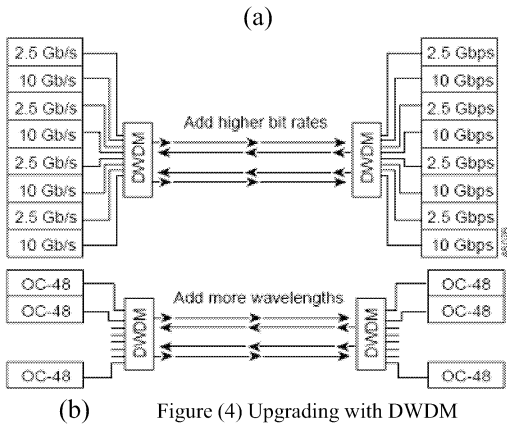 (a)
2.5 Gb/s
10 Gb/s
2.5 Gb/s
10 Gb/s
2.5 Gb/s
10 Gb/s
2.5 Gb/s
10 Gb/s
DWDM
Add higher bit rates
DWDM
2.5 Gbps
10 Gbps
2.5 Gbps
10 Gbps
2.5 Gbps
10 Gbps
2.5 Gbps
10 Gbps
OC-48
OC-48
OC-48
DWDM
Add more wavelengths
DWDM
OC-48
OC-48
OC-48
(b)
Figure (4) Upgrading with DWDM